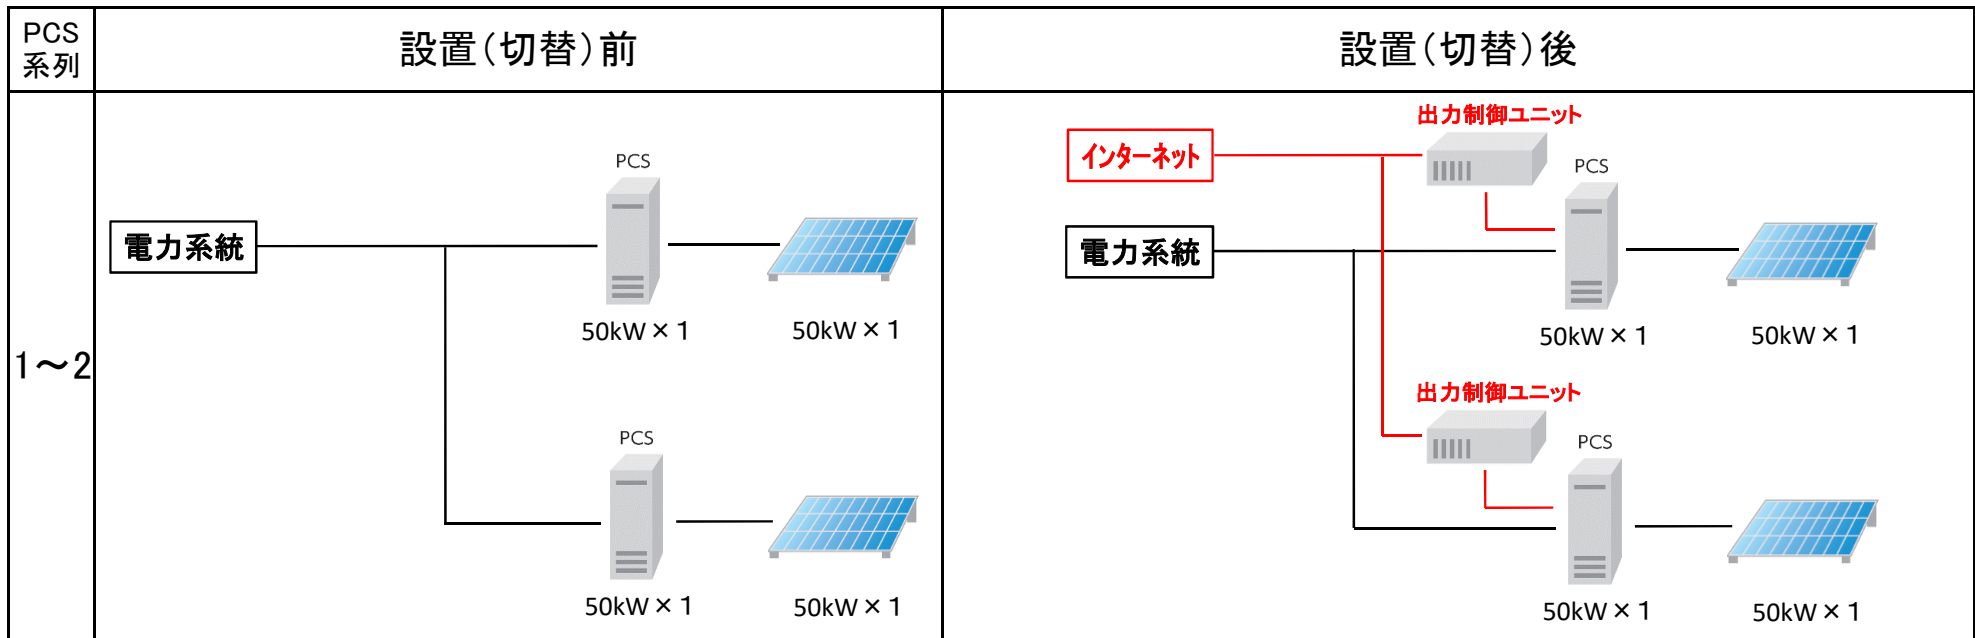 PCS
系列
設置(切替)前
設置(切替)後
1～2
電力系統
PCS
50kW×1
50kW×1
PCS
50kW×1
50kW×1
インターネット
出力制御ユニット
PCS
電力系統
50kW×1
50kW×1
出力制御ユニット
PCS
50kW×1
50kW×1